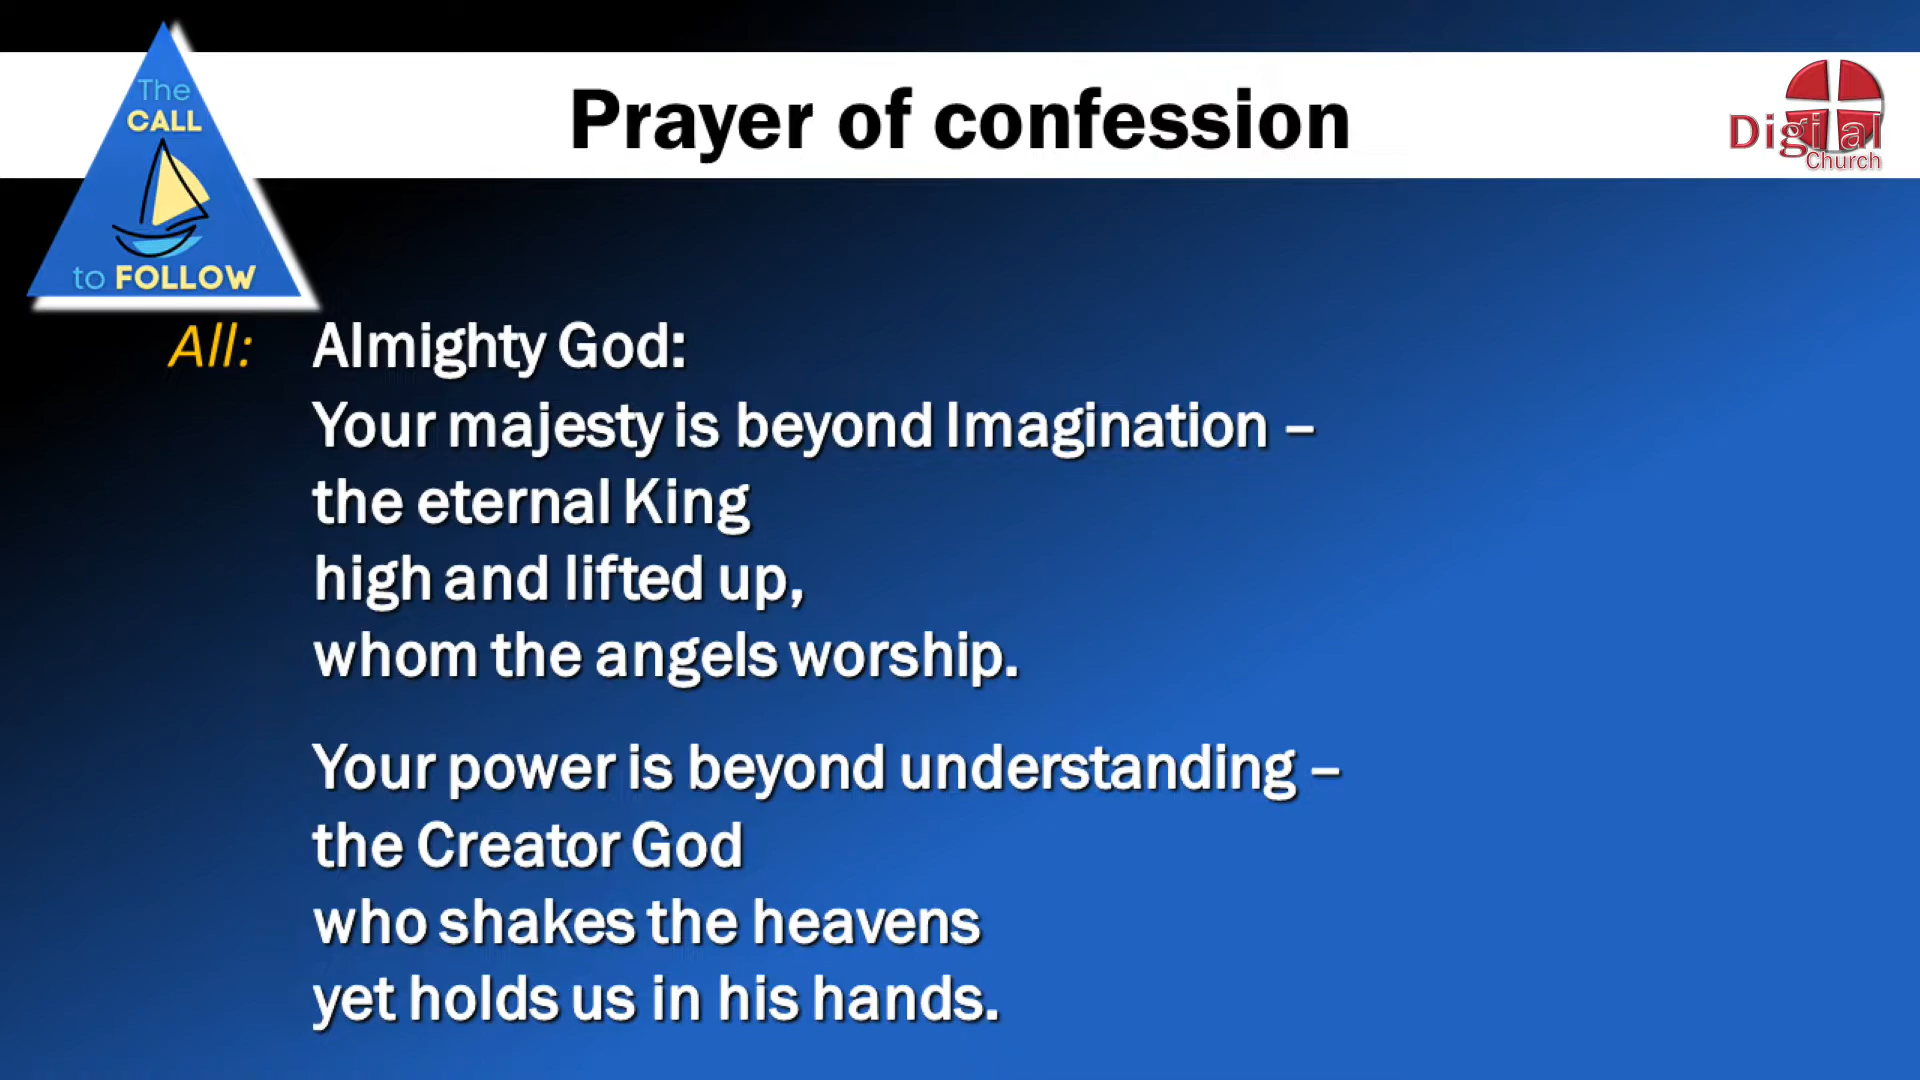 The
CALL
to FOLLOW
Prayer of confession
Digital
Church
All: Almighty God:
Your majesty is beyond Imagination –
the eternal King
high and lifted up,
whom the angels worship.
Your power is beyond understanding –
the Creator God
who shakes the heavens
yet holds us in his hands.